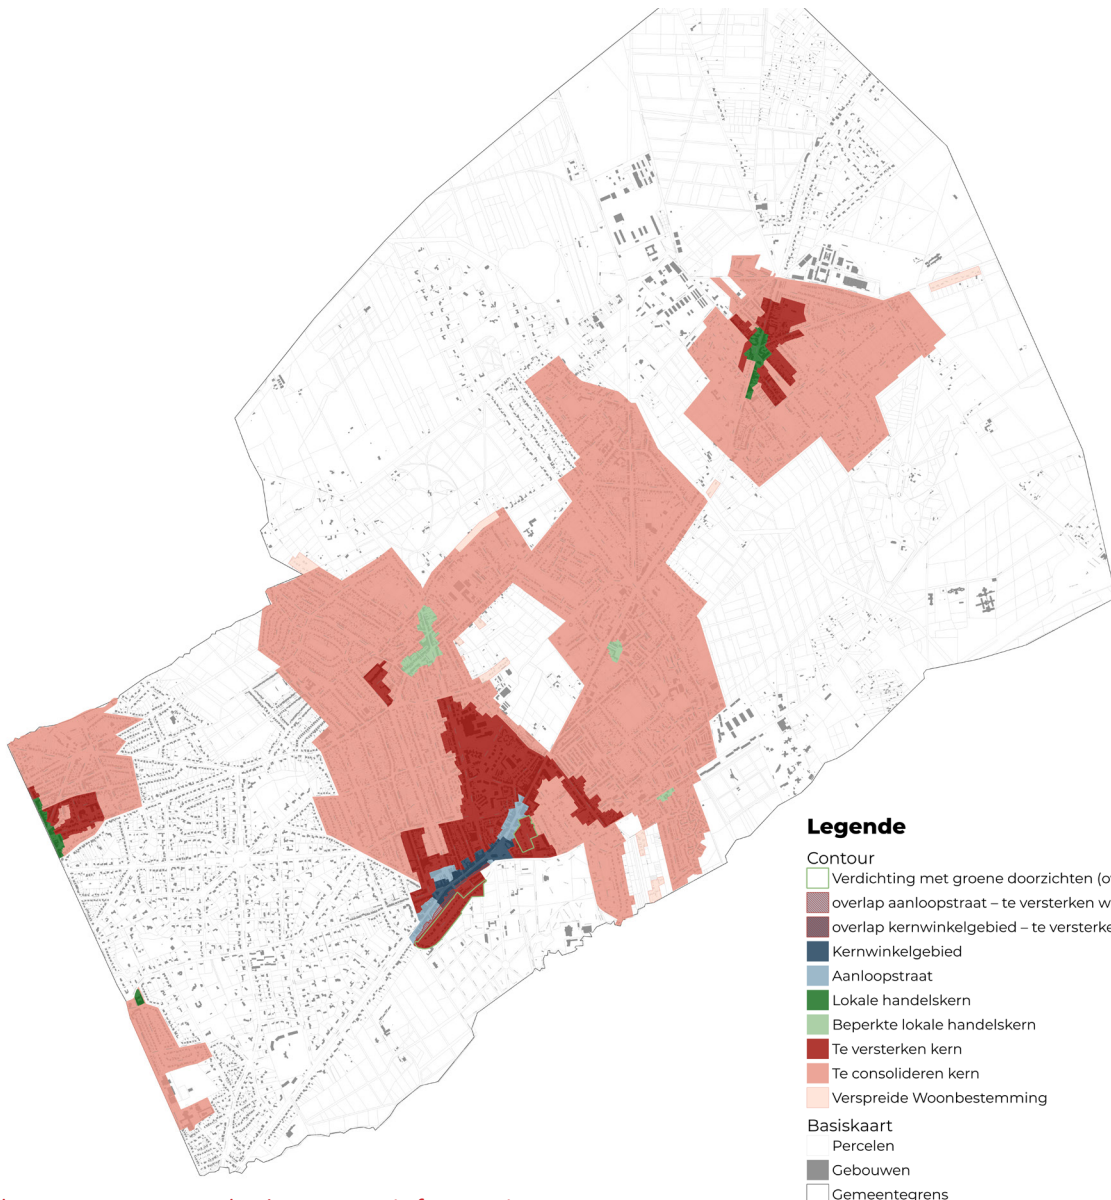 Legende
Contour
Verdichting met groene doorzichten
overlap aanloopstraat – te versterken
overlap kernwinkelgebied – te
Kernwinkelgebied
Aanloopstraat
Lokale handelskern
Beperkte lokale handelskern
Te versterken kern
Te consolideren kern
Verspreide Woonbestemming
Basiskaart
Percelen
Gebouwen
Gemeentegrens